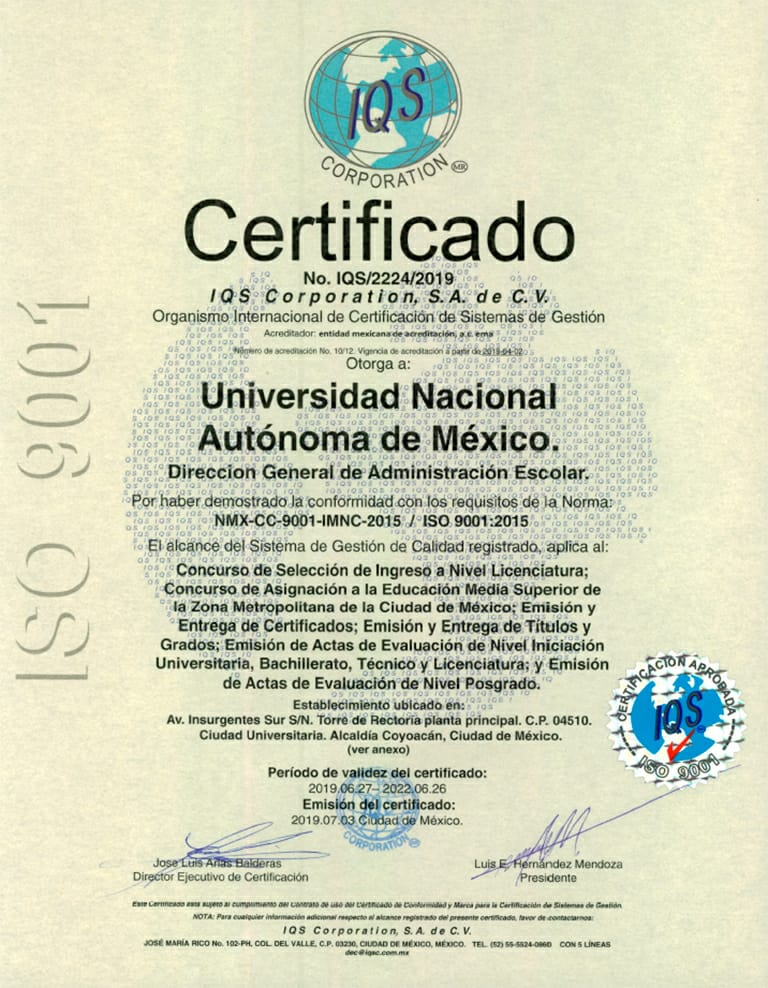 IQS
CORPORATION MR
Certificado
No. IQS/2224/2019
IQS Corporation, S.A. de C.V.
Organismo Internacional de Certificación de Sistemas de Gestión
Acreditador: entidad mexicana de acreditación, a.c. ema
Número de acreditación No. 10/12. Vigencia de acreditación a partir de 2019-04-02
Otorga a:
Universidad Nacional
Autónoma de México.
Direccion General de Administración Escolar.
Por haber demostrado la conformidad con los requisitos de la Norma:
NMX-CC-9001-IMNC-2015 / ISO 9001:2015
El alcance del Sistema de Gestión de Calidad registrado, aplica al:
Concurso de Selección de Ingreso a Nivel Licenciatura;
Concurso de Asignación a la Educación Media Superior de
la Zona Metropolitana de la Ciudad de México; Emisión y
Entrega de Certificados; Emisión y Entrega de Títulos y
Grados; Emisión de Actas de Evaluación de Nivel Iniciación
Universitaria, Bachillerato, Técnico y Licenciatura; y Emisión
de Actas de Evaluación de Nivel Posgrado.
Establecimiento ubicado en:
Av. Insurgentes Sur S/N. Torre de Rectoría planta principal. C.P. 04510.
Ciudad Universitaria. Alcaldía Coyoacán, Ciudad de México.
(ver anexo)
Período de validez del certificado:
2019.06.27– 2022.06.26
Emisión del certificado:
2019.07.03 Ciudad de México.
CORPORATION
ISO 9001
CERTIFICACIÓN APROBADA
IQS
ISO 9001
Jose Luis Arias Balderas
Director Ejecutivo de Certificación
Luis E. Hernández Mendoza
Presidente
Este Certificado está sujeto al cumplimiento del Contrato de uso del Certificado de Conformidad y Marca para la Certificación de Sistemas de Gestión.
NOTA: Para cualquier información adicional respecto al alcance registrado del presente certificado, favor de contactarnos:
IQS Corporation, S.A. de C.V.
JOSÉ MARÍA RICO No. 102-PH, COL. DEL VALLE, C.P. 03230, CIUDAD DE MÉXICO, MÉXICO. TEL. (52) 55-5524-0860 CON 5 LÍNEAS
dec@iqsc.com.mx